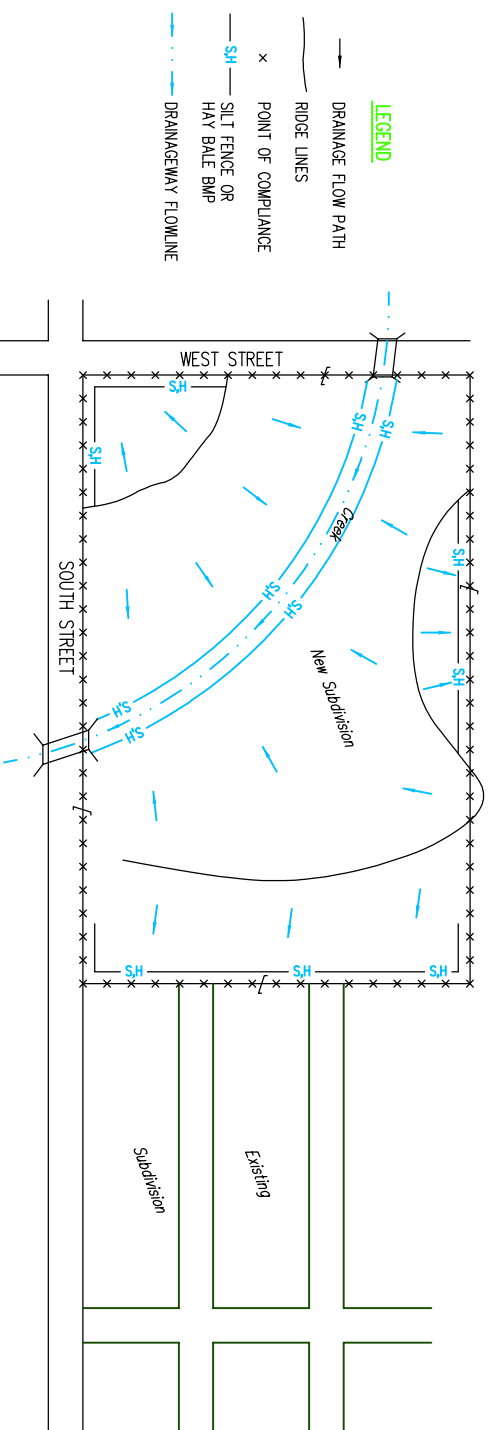 LEGEND
DRAINAGE FLOW PATH
RIDGE LINES
POINT OF COMPLIANCE
S,H
SILT FENCE OR
HAY BALE BMP
DRAINAGEWAY FLOWLINE
WEST STREET
SOUTH STREET
Creek
New Subdivision
Existing
Subdivision
S,H
S,H
S,H
S,H
S,H
S,H
S,H
S,H
S,H
S,H
S,H
S,H
S,H